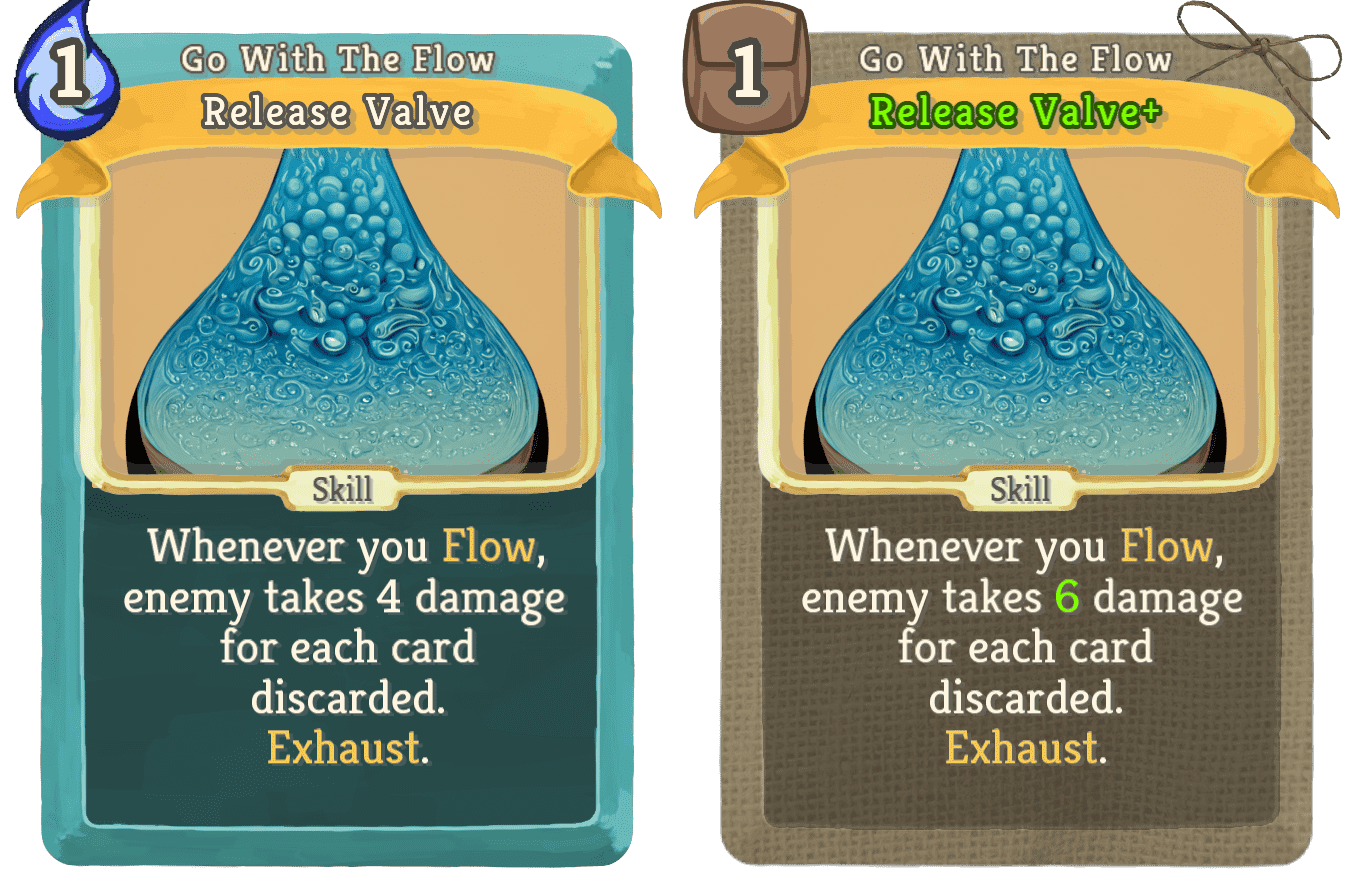 1
Go With The Flow
Release Valve
Skill
Whenever you Flow,
enemy takes 4 damage
for each card
discarded.
Exhaust.
1
Go With The Flow
Release Valve+
Skill
Whenever you Flow,
enemy takes 6 damage
for each card
discarded.
Exhaust.